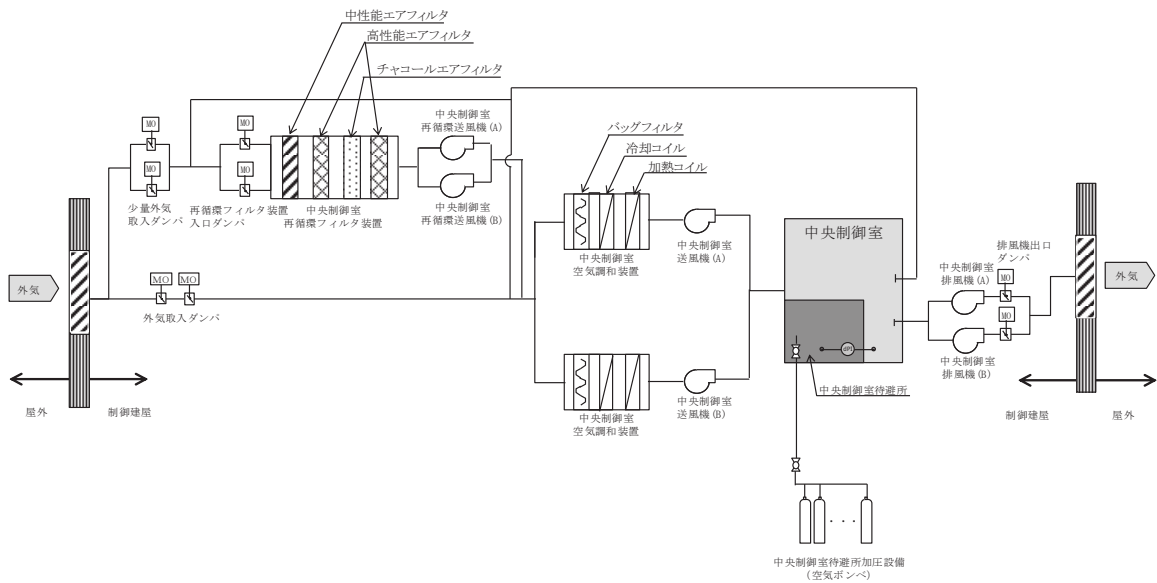 中性能エアフィルタ
高性能エアフィルタ
チャコールエアフィルタ
MO
MO
MO
MO
中央制御室
再循環送風機(A)
中央制御室
再循環送風機(B)
少量外気
取入ダンパ
再循環フィルタ装置
入口ダンパ
中央制御室
再循環フィルタ装置
バッグフィルタ
冷却コイル
加熱コイル
中央制御室
空気調和装置
中央制御室
送風機(A)
外気
MO
MO
外気取入ダンパ
中央制御室
排風機出口
ダンパ
MO
中央制御室
排風機(A)
MO
中央制御室
排風機(B)
外気
dPI
中央制御室待避所
中央制御室
空気調和装置
中央制御室
送風機(B)
屋外
制御建屋
制御建屋
屋外
・・・
中央制御室待避所加圧設備
(空気ボンベ)